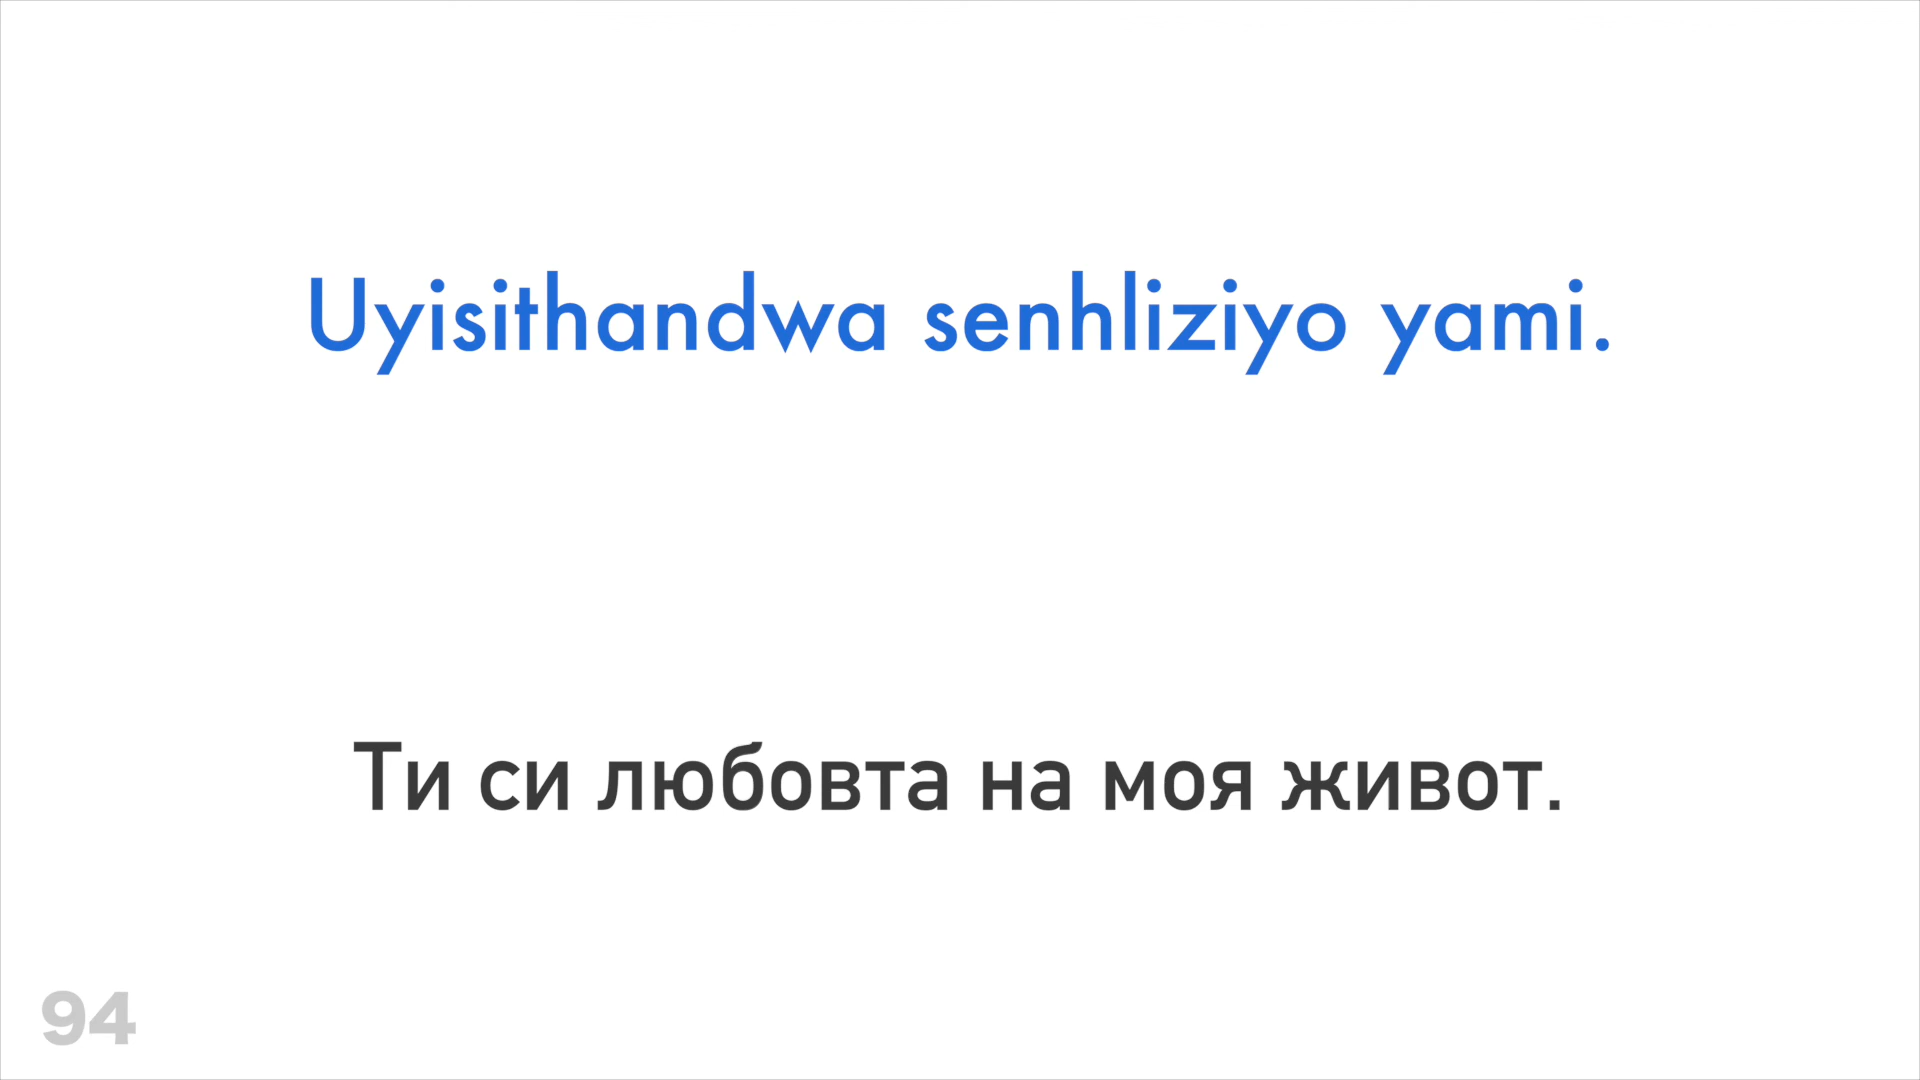 Uyisithandwa senhliziyo yami.
Ти си любовта на моя живот.
94